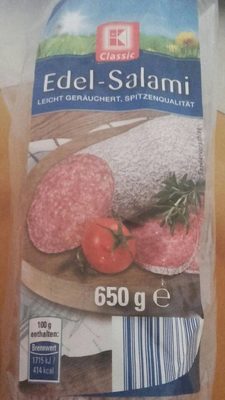 K
Classic
Edel-Salami
LEICHT GERÄUCHERT, SPITZENQUALITÄT
650 g e
100 g
enthalten:
Brennwert
1715 kJ /
414 kcal